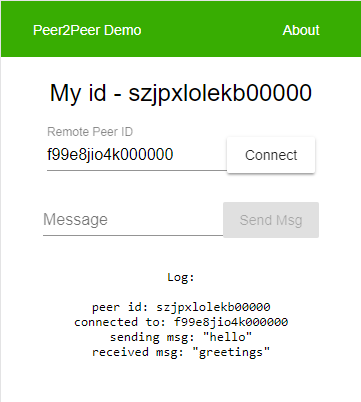 Peer2Peer Demo
About
My id - szjpxlolekb00000
Remote Peer ID
f99e8jio4k000000
Connect
Message
Send Msg
Log:
peer id: szjpxlolekb00000
connected to: f99e8jio4k000000
sending msg: "hello"
received msg: "greetings"